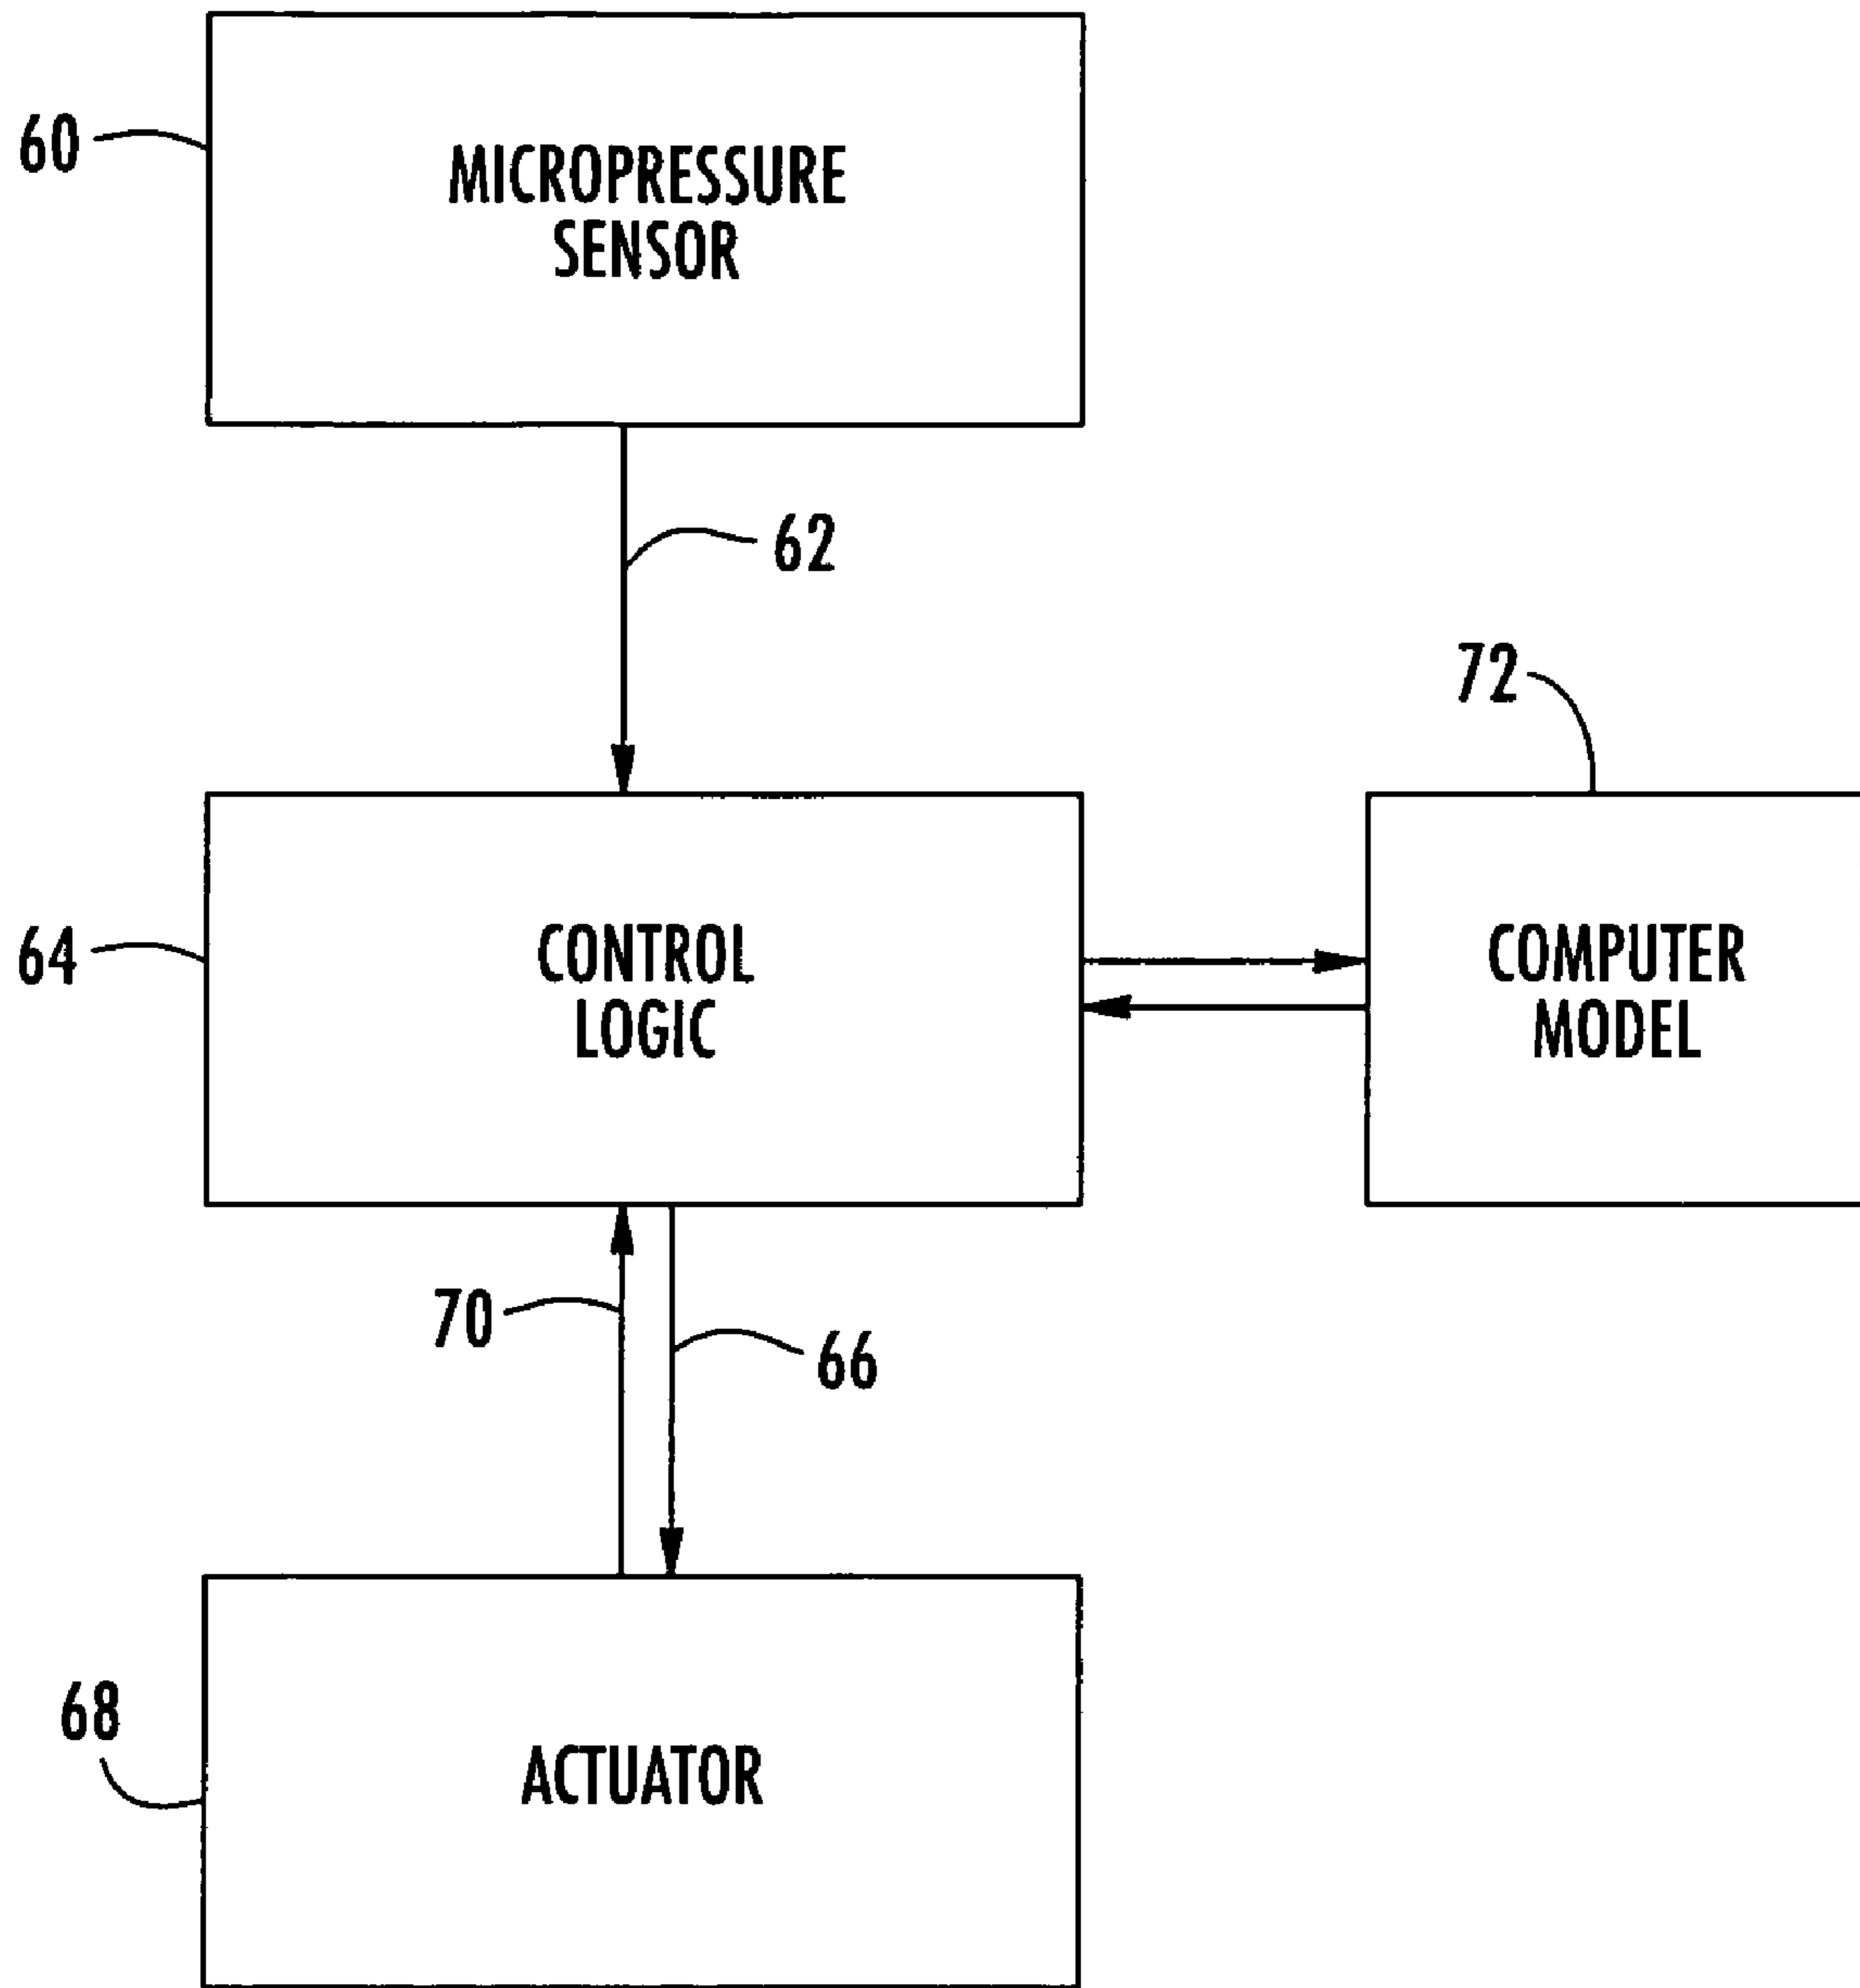 60
MICROPRESSURE
SENSOR
62
72
64
CONTROL
LOGIC
COMPUTER
MODEL
70
66
68
ACTUATOR